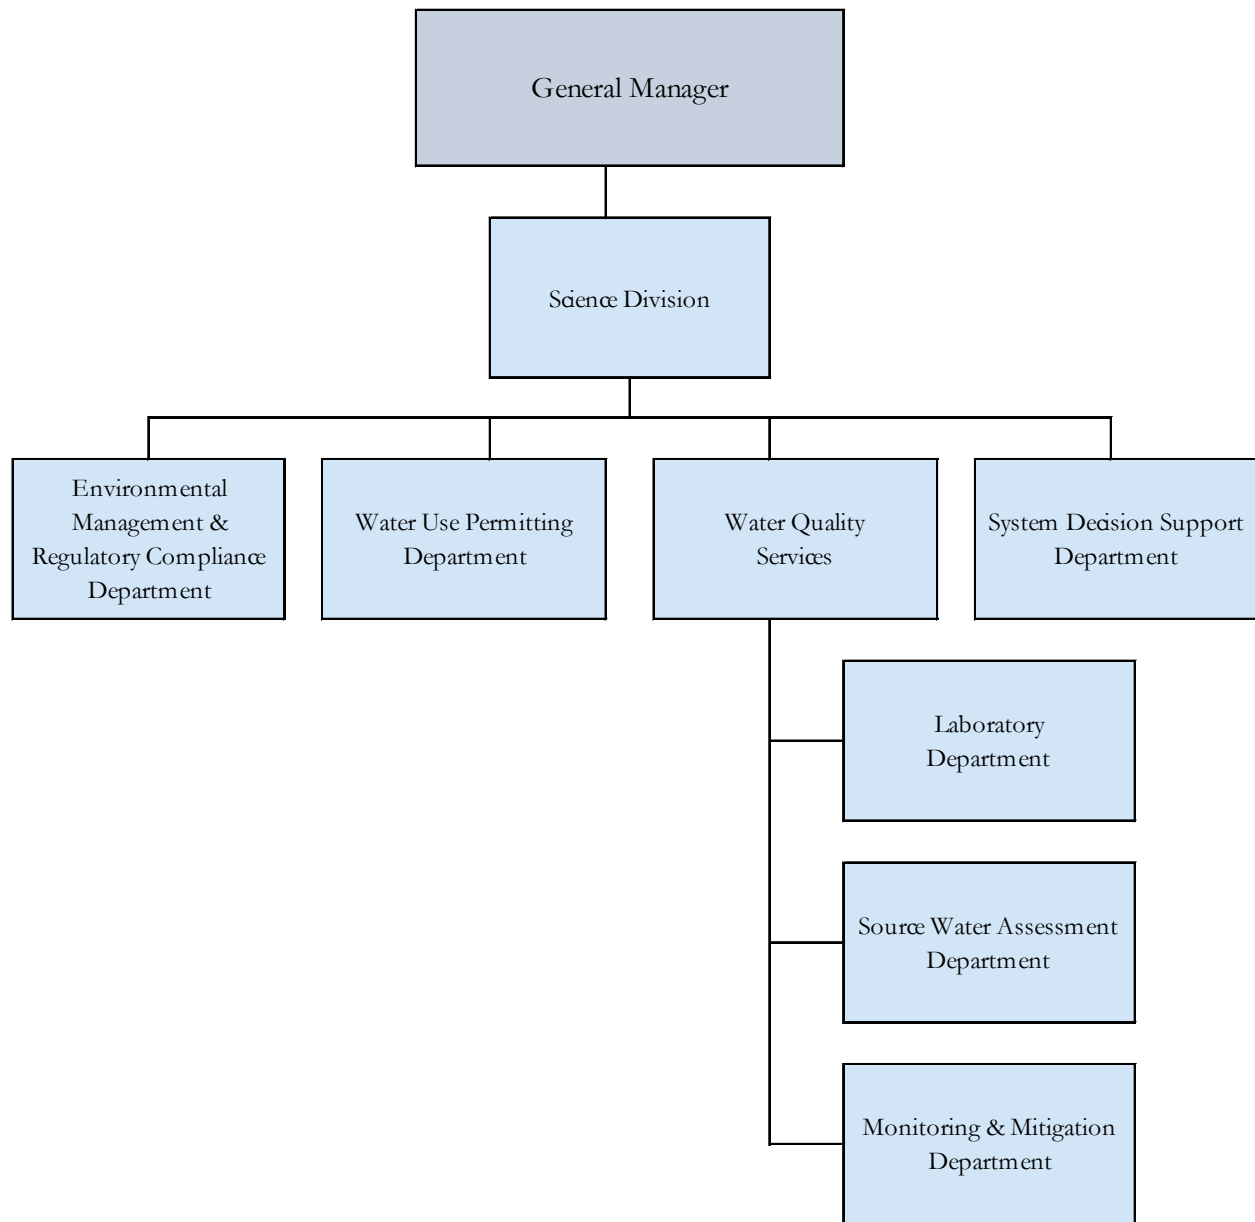 General Manager
Science Division
Environmental
Management &
Regulatory Compliance
Department
Water Use Permitting
Department
Water Quality
Services
System Decision Support
Department
Laboratory
Department
Source Water Assessment
Department
Monitoring & Mitigation
Department